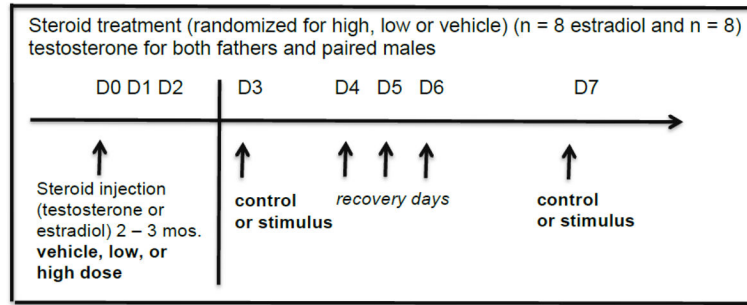 Steroid treatment (randomized for high, low or vehicle) (n = 8 estradiol and n = 8)
testosterone for both fathers and paired males
D0 D1 D2 D3 D4 D5 D6 D7
Steroid injection
(testosterone or
estradiol) 2 – 3 mos.
vehicle, low, or
high dose
control
or stimulus
recovery days
control
or stimulus